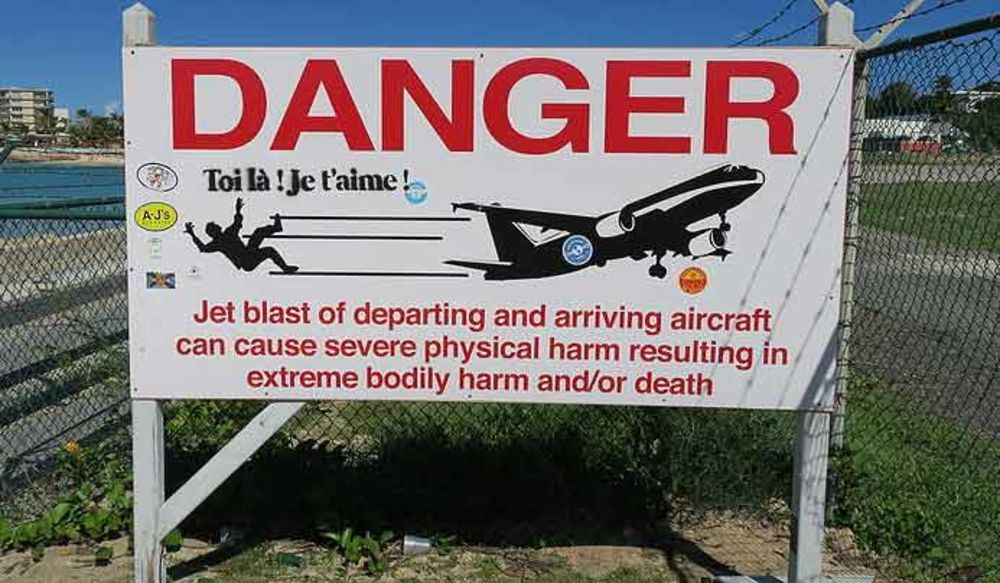 DANGER
Toi là ! Je t'aime !
A-J's
Jet blast of departing and arriving aircraft
can cause severe physical harm resulting in
extreme bodily harm and/or death